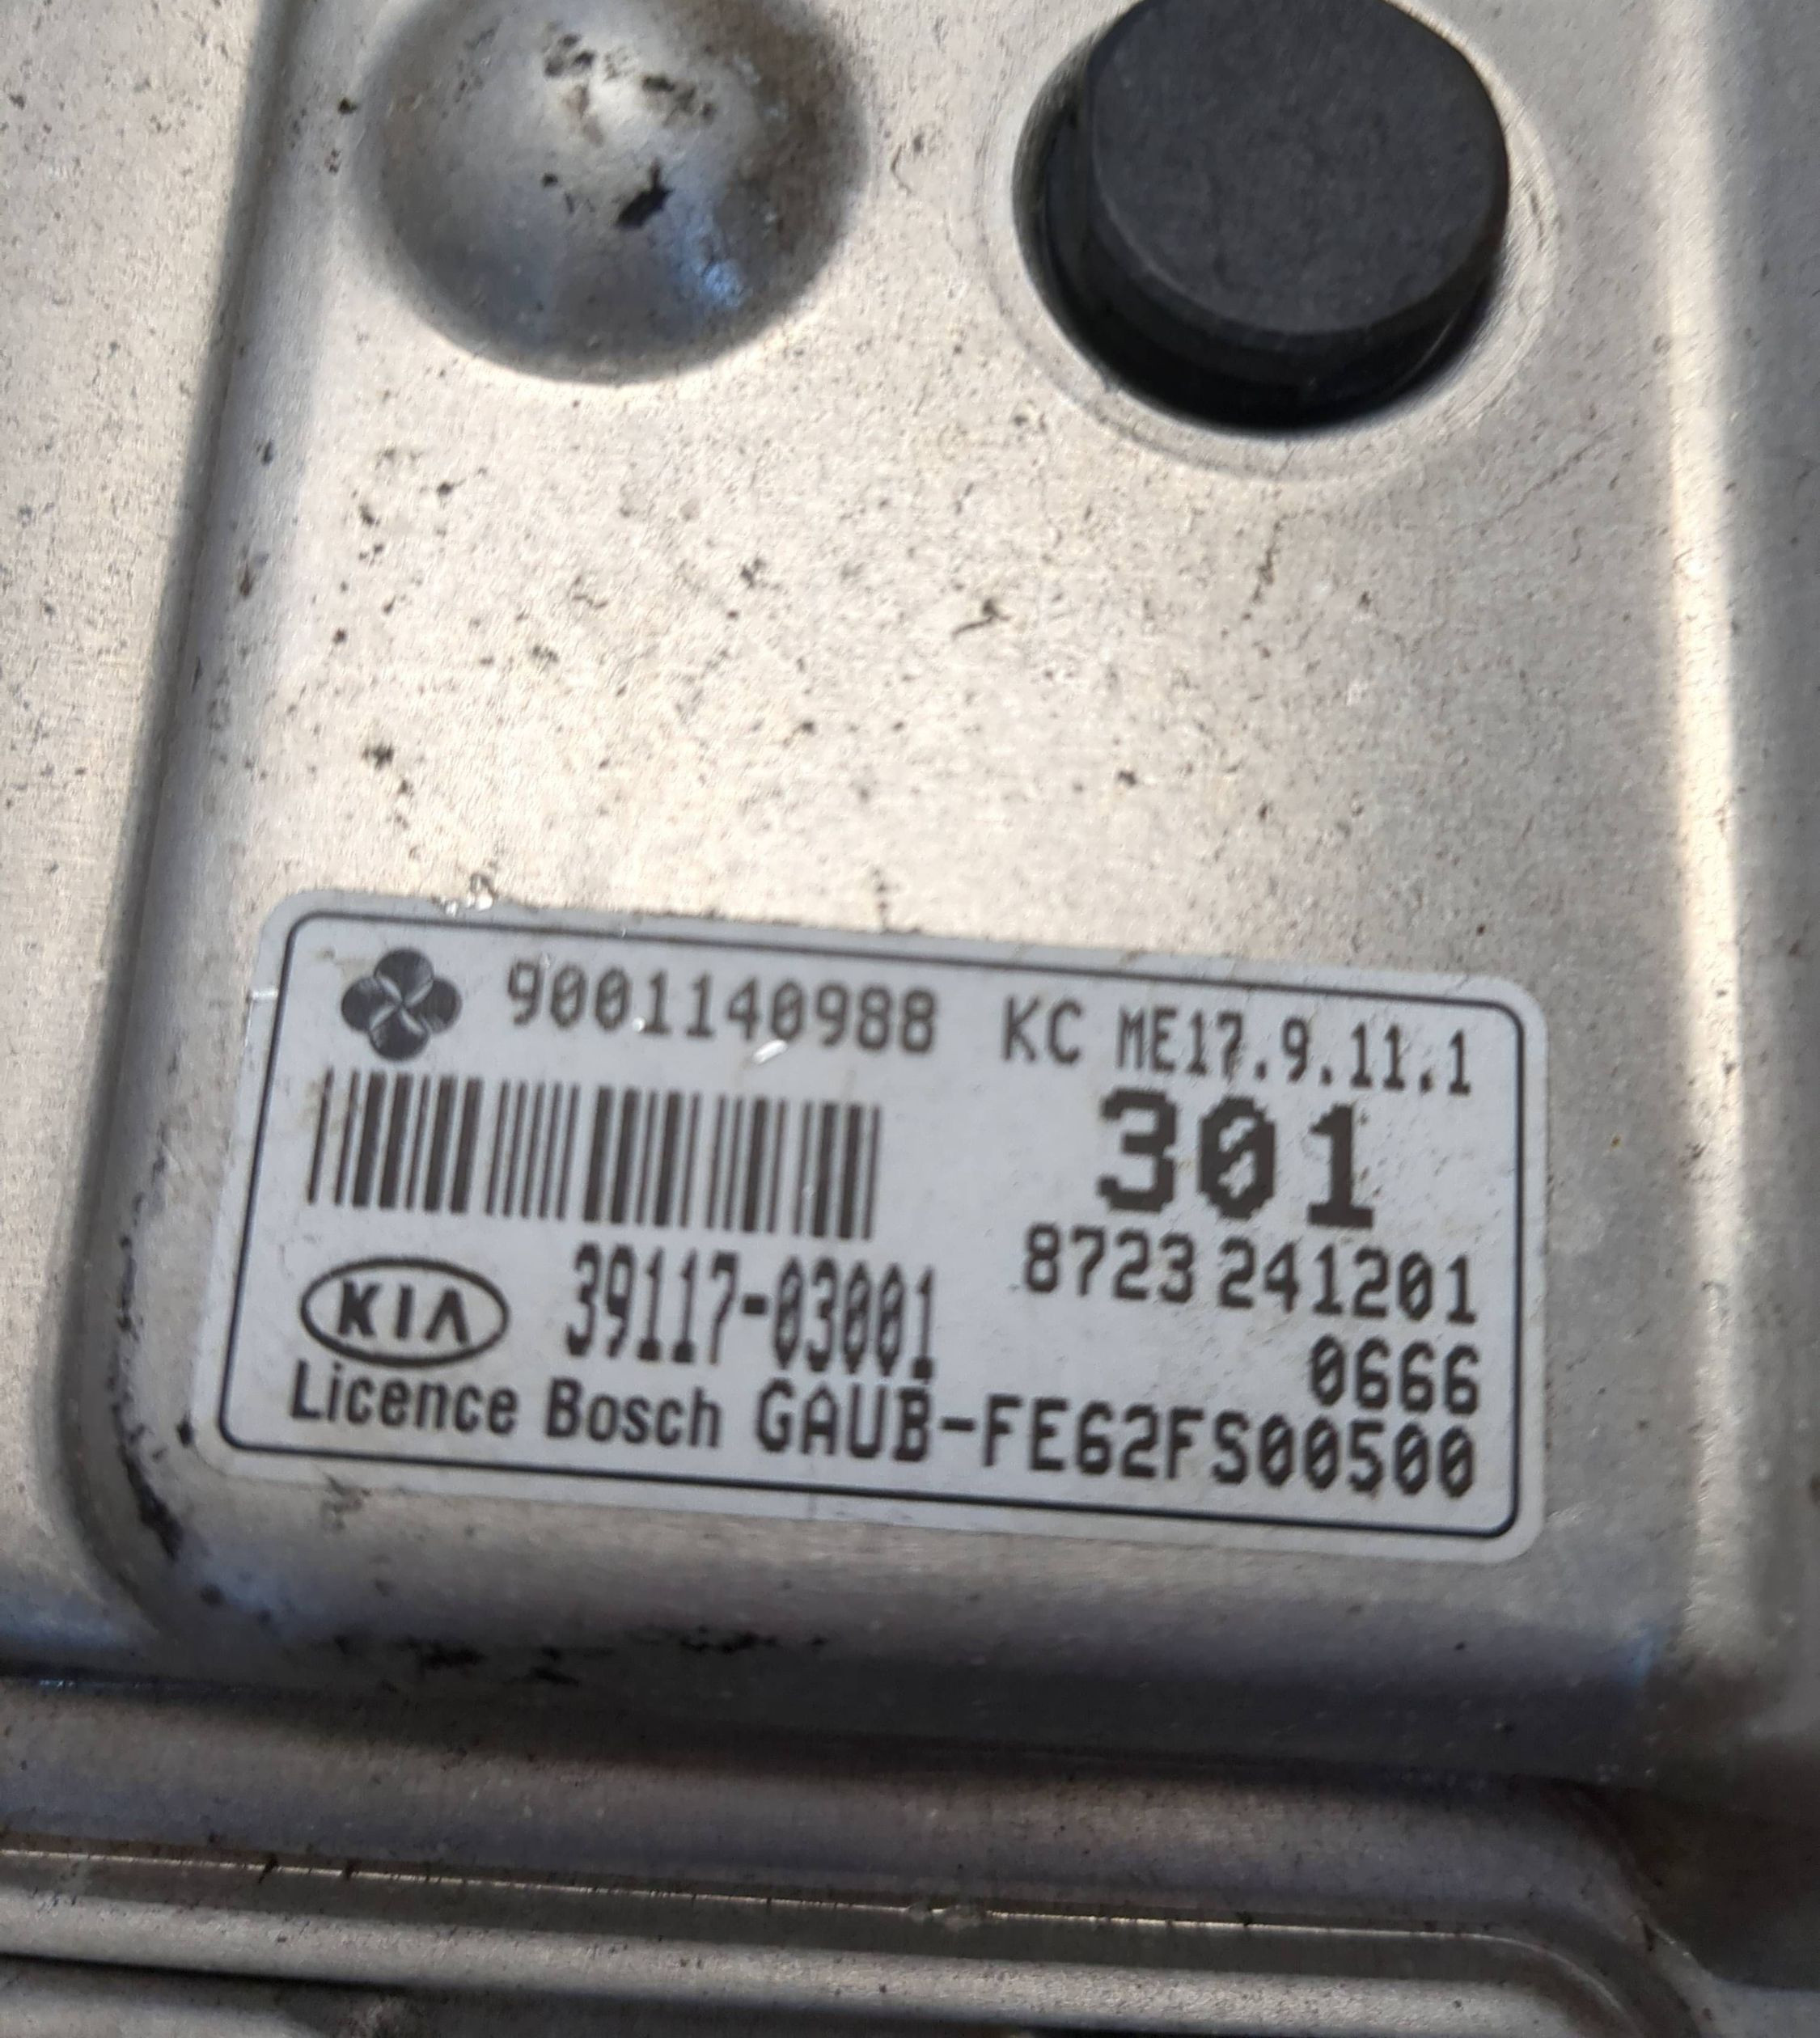 9001140988 KC ME17.9.11.1
301
KIA 39117-03001 8723 241201
0666
Licence Bosch GAUB-FE62FS00500